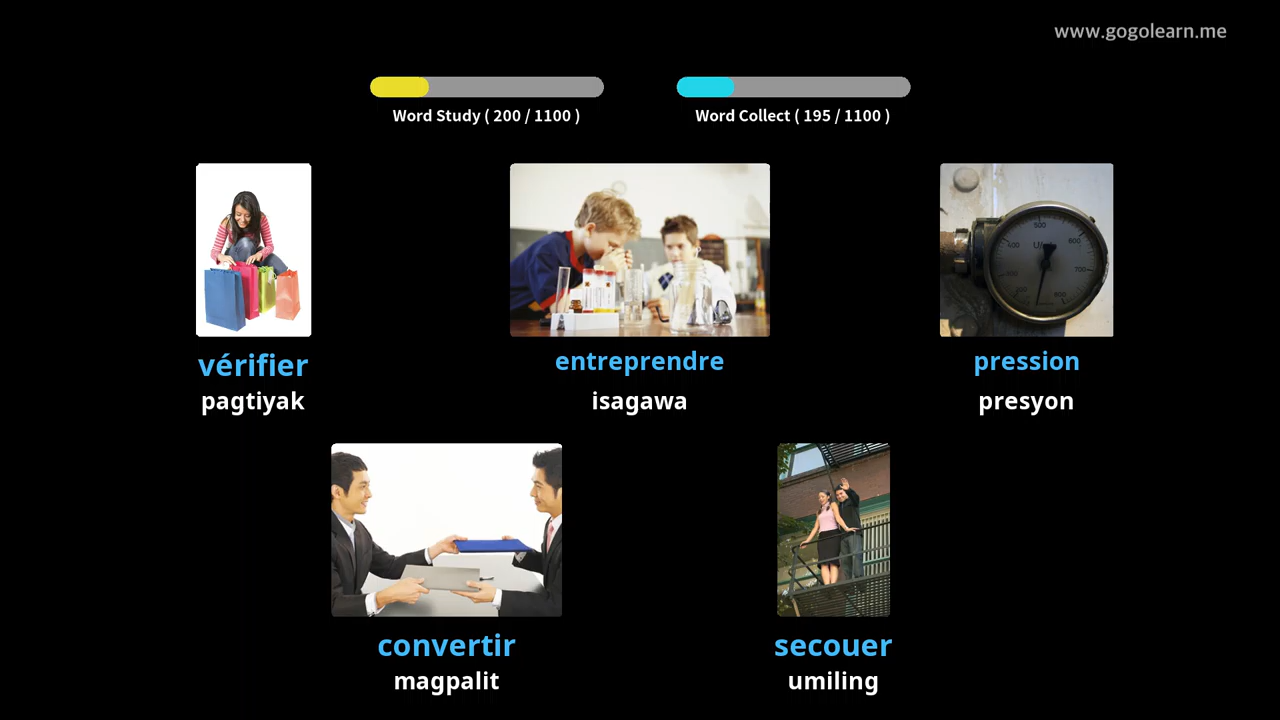 www.gogolearn.me
Word Study ( 200 / 1100 )
Word Collect ( 195 / 1100 )
vérifier
pagtiyak
entreprendre
isagawa
pression
presyon
convertir
magpalit
secouer
umiling